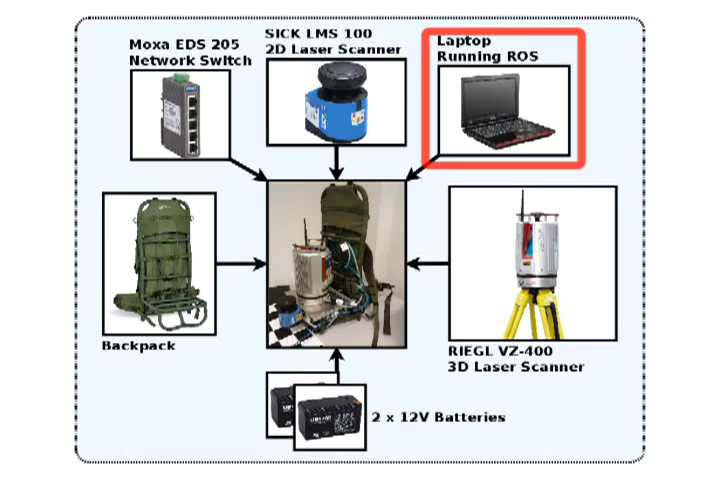 Moxa EDS 205
Network Switch
SICK LMS 100
2D Laser Scanner
Laptop
Running ROS
Backpack
RIEGL VZ-400
3D Laser Scanner
2 x 12V Batteries